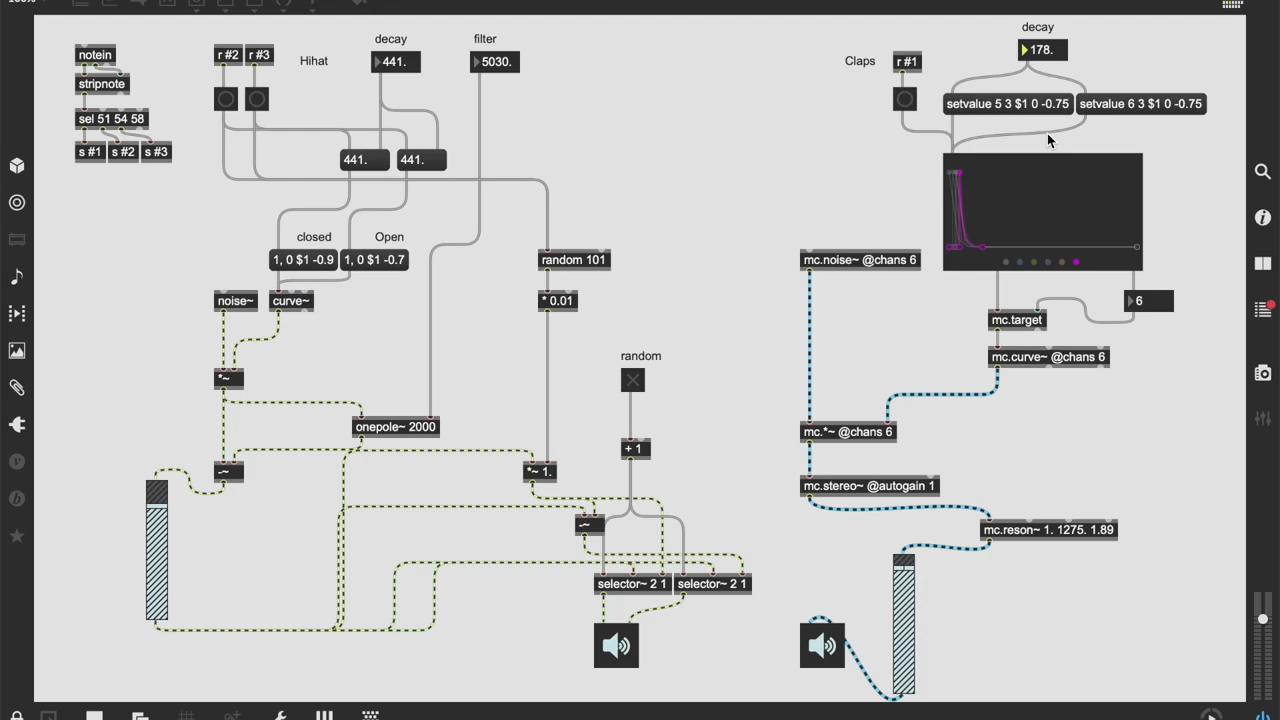 decay
decay
filter
notein
r #2
r #3
Hihat
441.
5030.
Claps
r #1
178.
stripnote
setvalue 5 3 $1 0 -0.75
setvalue 6 3 $1 0 -0.75
sel 51 54 58
s #1
s #2
s #3
441.
441.
closed
Open
1, 0 $1 -0.9
1, 0 $1 -0.7
random 101
mc.noise~ @chans 6
noise~
curve~
* 0.01
6
mc.target
random
mc.curve~ @chans 6
*~
onepole~ 2000
mc.*~ @chans 6
+ 1
-~
*~ 1.
mc.stereo~ @autogain 1
-~
mc.reson~ 1. 1275. 1.89
selector~ 2 1
selector~ 2 1